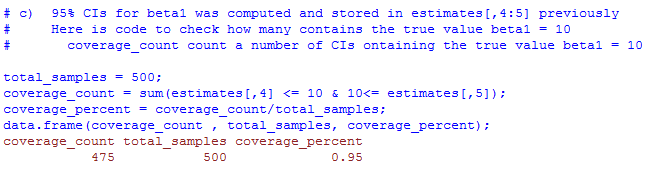 # c)  95% CIs for beta1 was computed and stored in estimates[,4:5] previously
#     Here is code to check how many contains the true value beta1 = 10
#       coverage_count count a number of CIs ontaining the true value beta1 = 10
total_samples = 500;
coverage_count = sum(estimates[,4] <= 10 & 10<= estimates[,5]);
coverage_percent = coverage_count/total_samples;
data.frame(coverage_count , total_samples, coverage_percent);
coverage_count total_samples coverage_percent
475 500 0.95